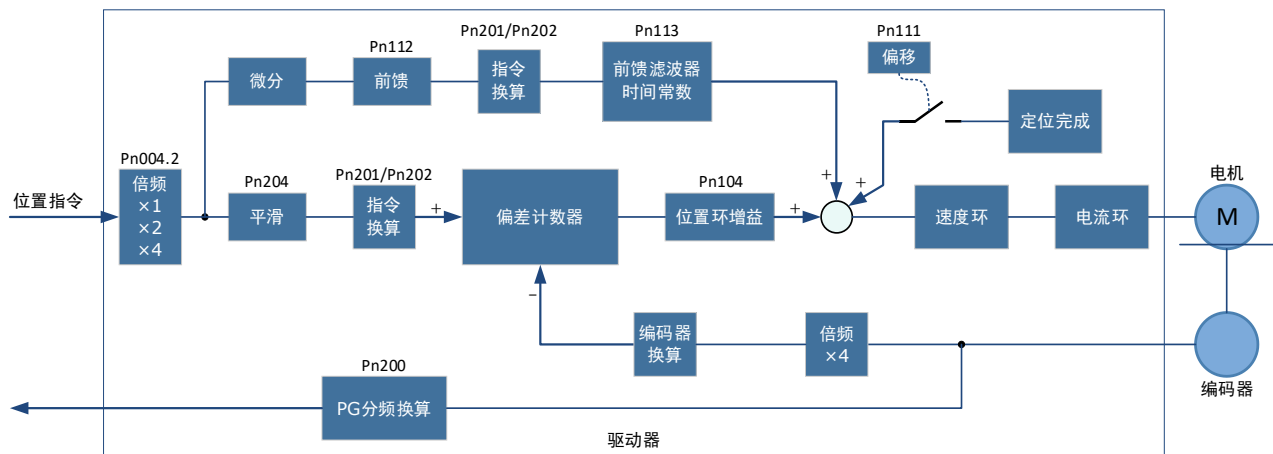 Pn201/Pn202
Pn113
Pn111
Pn112
偏移
微分
前馈
指令
换算
前馈滤波器
时间常数
定位完成
Pn004.2
Pn204
Pn201/Pn202
Pn104
电机
位置指令
倍频
×1
×2
×4
平滑
指令
换算
+
偏差计数器
位置环增益
+
+
+
速度环
电流环
M
-
编码器
换算
倍频
×4
编码器
Pn200
PG分频换算
驱动器